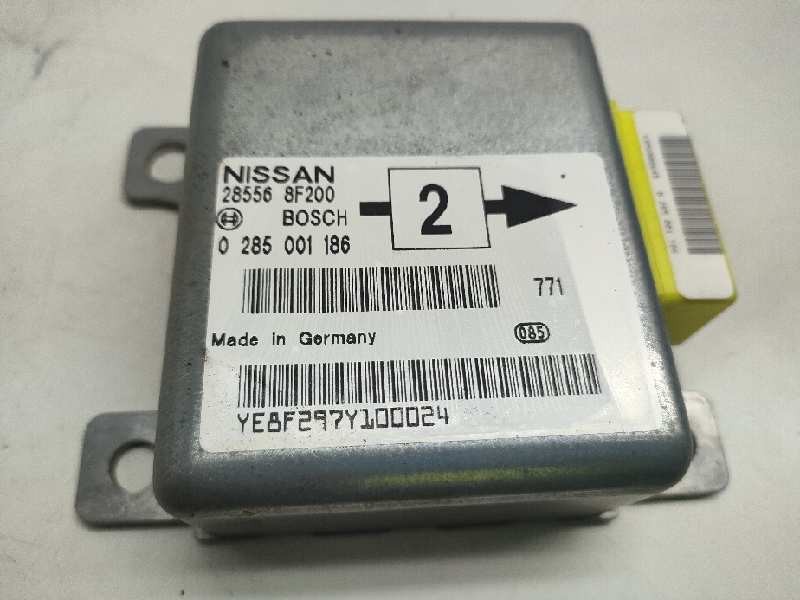 NISSAN
28556 8F200
BOSCH
0 285 001 186
2
771
Made in Germany
085
YE8F297Y100024